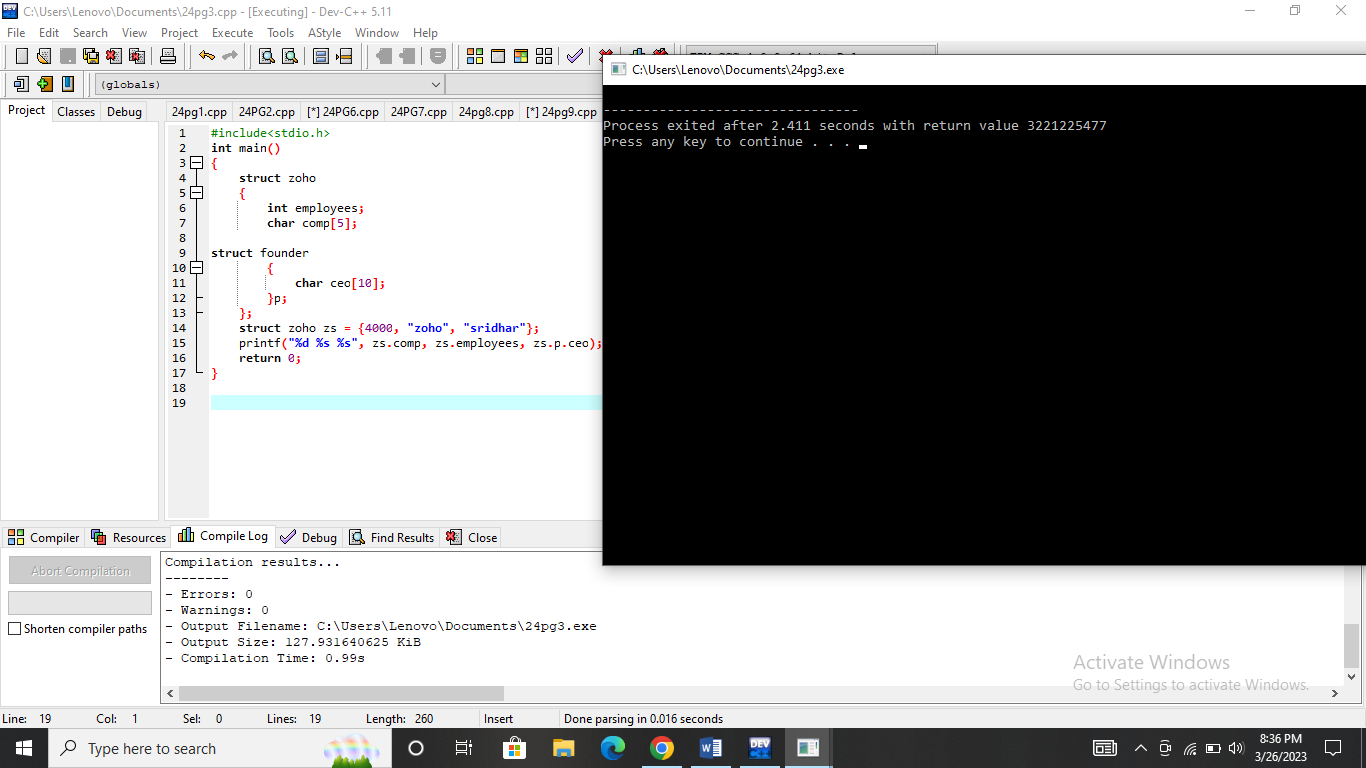 C:\Users\Lenovo\Documents\24pg3.cpp - [Executing] - Dev-C++ 5.11
File Edit Search View Project Execute Tools AStyle Window Help
(globals)
Project Classes Debug
24pg1.cpp 24PG2.cpp [*] 24PG6.cpp 24PG7.cpp 24pg8.cpp [*] 24pg9.cpp
1 #include<stdio.h>
2 int main()
3 {
4 struct zoho
5 {
6 int employees;
7 char comp[5];
8
9 struct founder
10 {
11 char ceo[10];
12 }p;
13 };
14 struct zoho zs = {4000, "zoho", "sridhar"};
15 printf("%d %s %s", zs.comp, zs.employees, zs.p.ceo);
16 return 0;
17 }
18
19
C:\Users\Lenovo\Documents\24pg3.exe
--------------------------------
Process exited after 2.411 seconds with return value 3221225477
Press any key to continue . . .
Compiler Resources Compile Log Debug Find Results Close
Abort Compilation
Shorten compiler paths
Compilation results...
--------
- Errors: 0
- Warnings: 0
- Output Filename: C:\Users\Lenovo\Documents\24pg3.exe
- Output Size: 127.931640625 KiB
- Compilation Time: 0.99s
Activate Windows
Go to Settings to activate Windows.
Line: 19 Col: 1 Sel: 0 Lines: 19 Length: 260 Insert Done parsing in 0.016 seconds
Type here to search
DEV
8:36 PM
3/26/2023